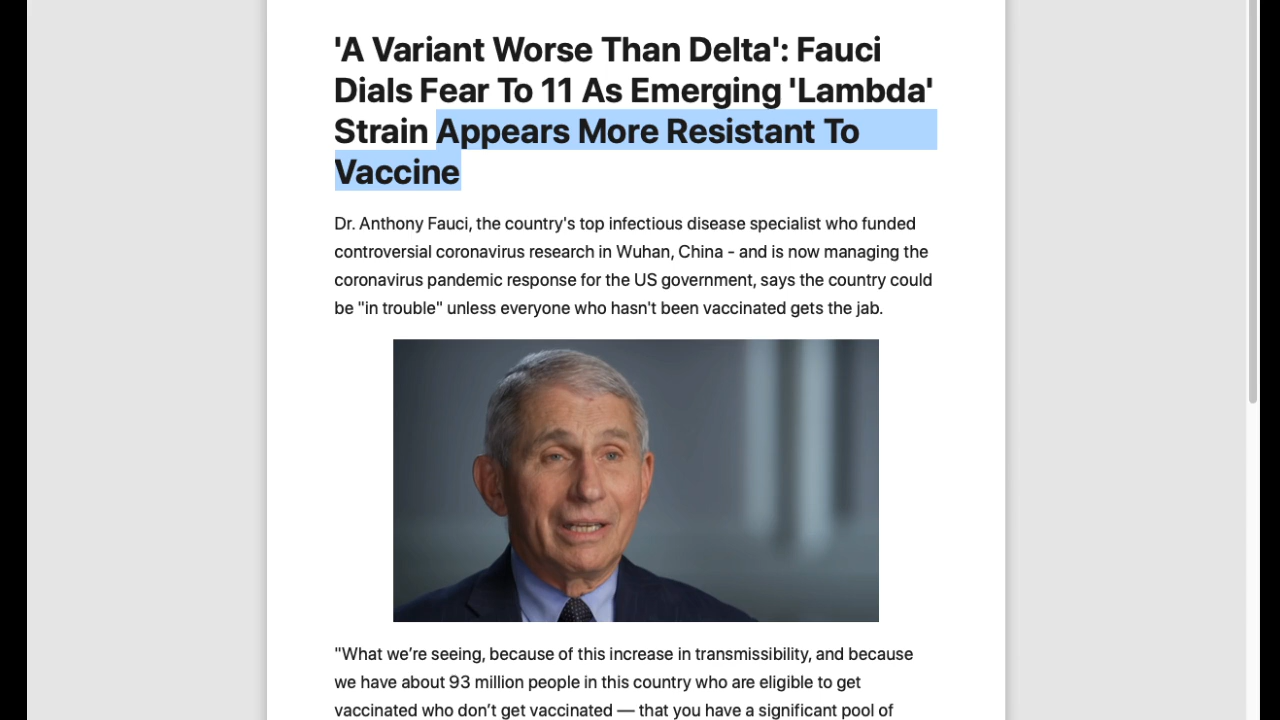 'A Variant Worse Than Delta': Fauci
Dials Fear To 11 As Emerging 'Lambda'
Strain Appears More Resistant To
Vaccine
Dr. Anthony Fauci, the country's top infectious disease specialist who funded
controversial coronavirus research in Wuhan, China - and is now managing the
coronavirus pandemic response for the US government, says the country could
be "in trouble" unless everyone who hasn't been vaccinated gets the jab.
"What we’re seeing, because of this increase in transmissibility, and because
we have about 93 million people in this country who are eligible to get
vaccinated who don’t get vaccinated — that you have a significant pool of